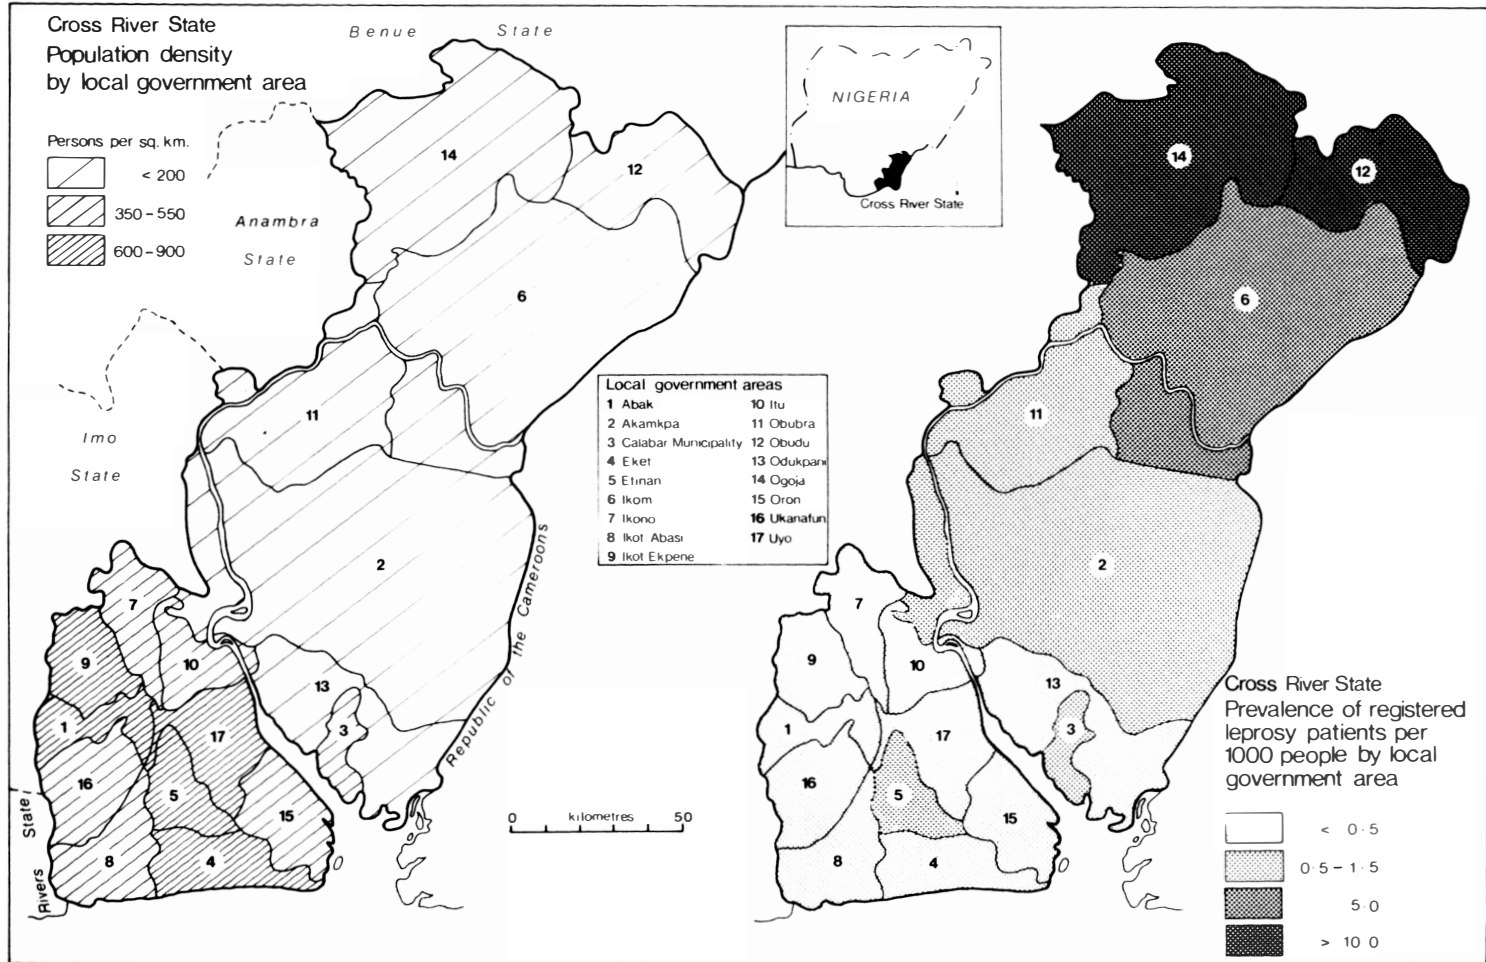 Cross River State
Population density
by local government area
Persons per sq. km.
< 200
350 - 550
600 - 900
Benue State
Anambra
State
Imo
State
Rivers State
Republic of the Cameroons
14
12
6
11
2
7
9
10
13
1
3
17
16
5
15
8
4
NIGERIA
Cross River State
Local government areas
1 Abak
2 Akamkpa
3 Calabar Municipality
4 Eket
5 Etinan
6 Ikom
7 Ikono
8 Ikot Abasi
9 Ikot Ekpene
10 Itu
11 Obubra
12 Obudu
13 Odukpani
14 Ogoja
15 Oron
16 Ukanafun
17 Uyo
0 kilometres 50
14
12
6
11
2
7
9
10
13
1
3
17
16
5
15
8
4
Cross River State
Prevalence of registered
leprosy patients per
1000 people by local
government area
< 0·5
0·5 - 1·5
5·0
> 10 0